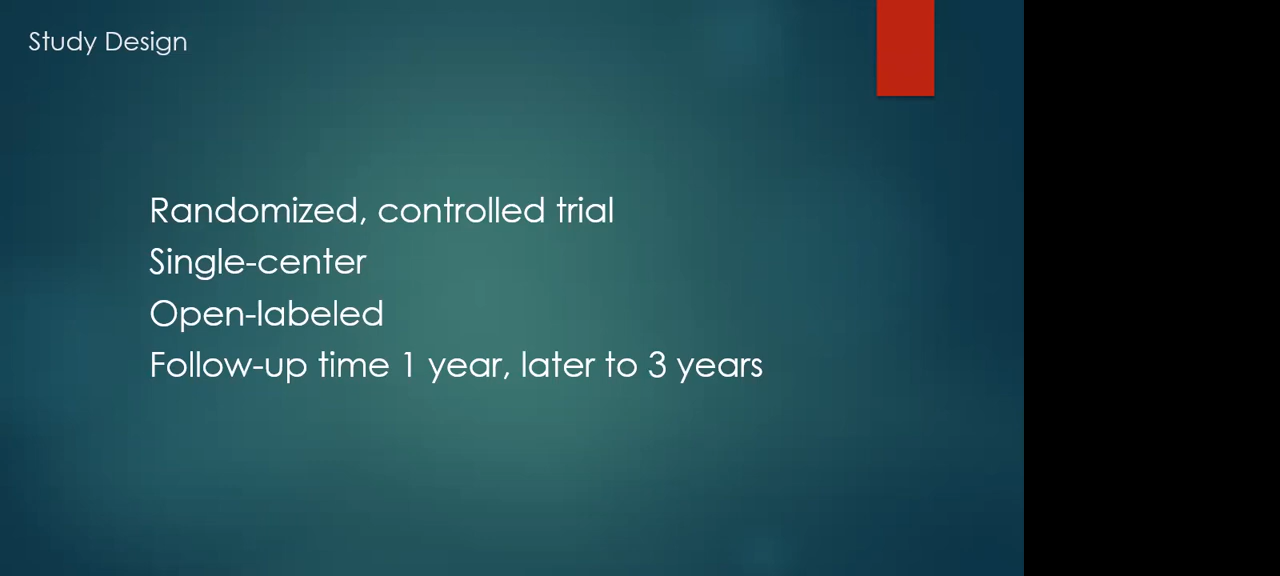 Study Design
Randomized, controlled trial
Single-center
Open-labeled
Follow-up time 1 year, later to 3 years